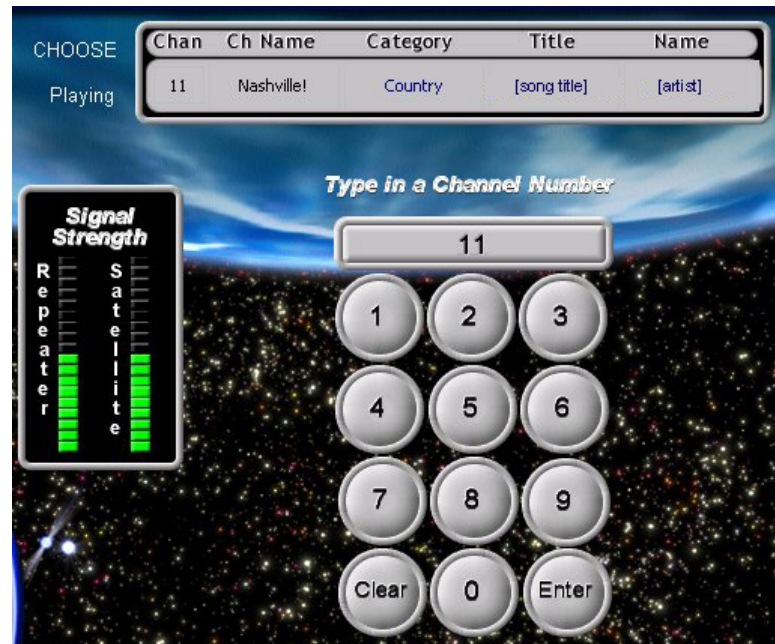 CHOOSE
Chan Ch Name Category Title Name
Playing
11 Nashville! Country [song title] [artist]
Type in a Channel Number
Signal
Strength
Repeater
Satellite
11
1 2 3
4 5 6
7 8 9
Clear 0 Enter